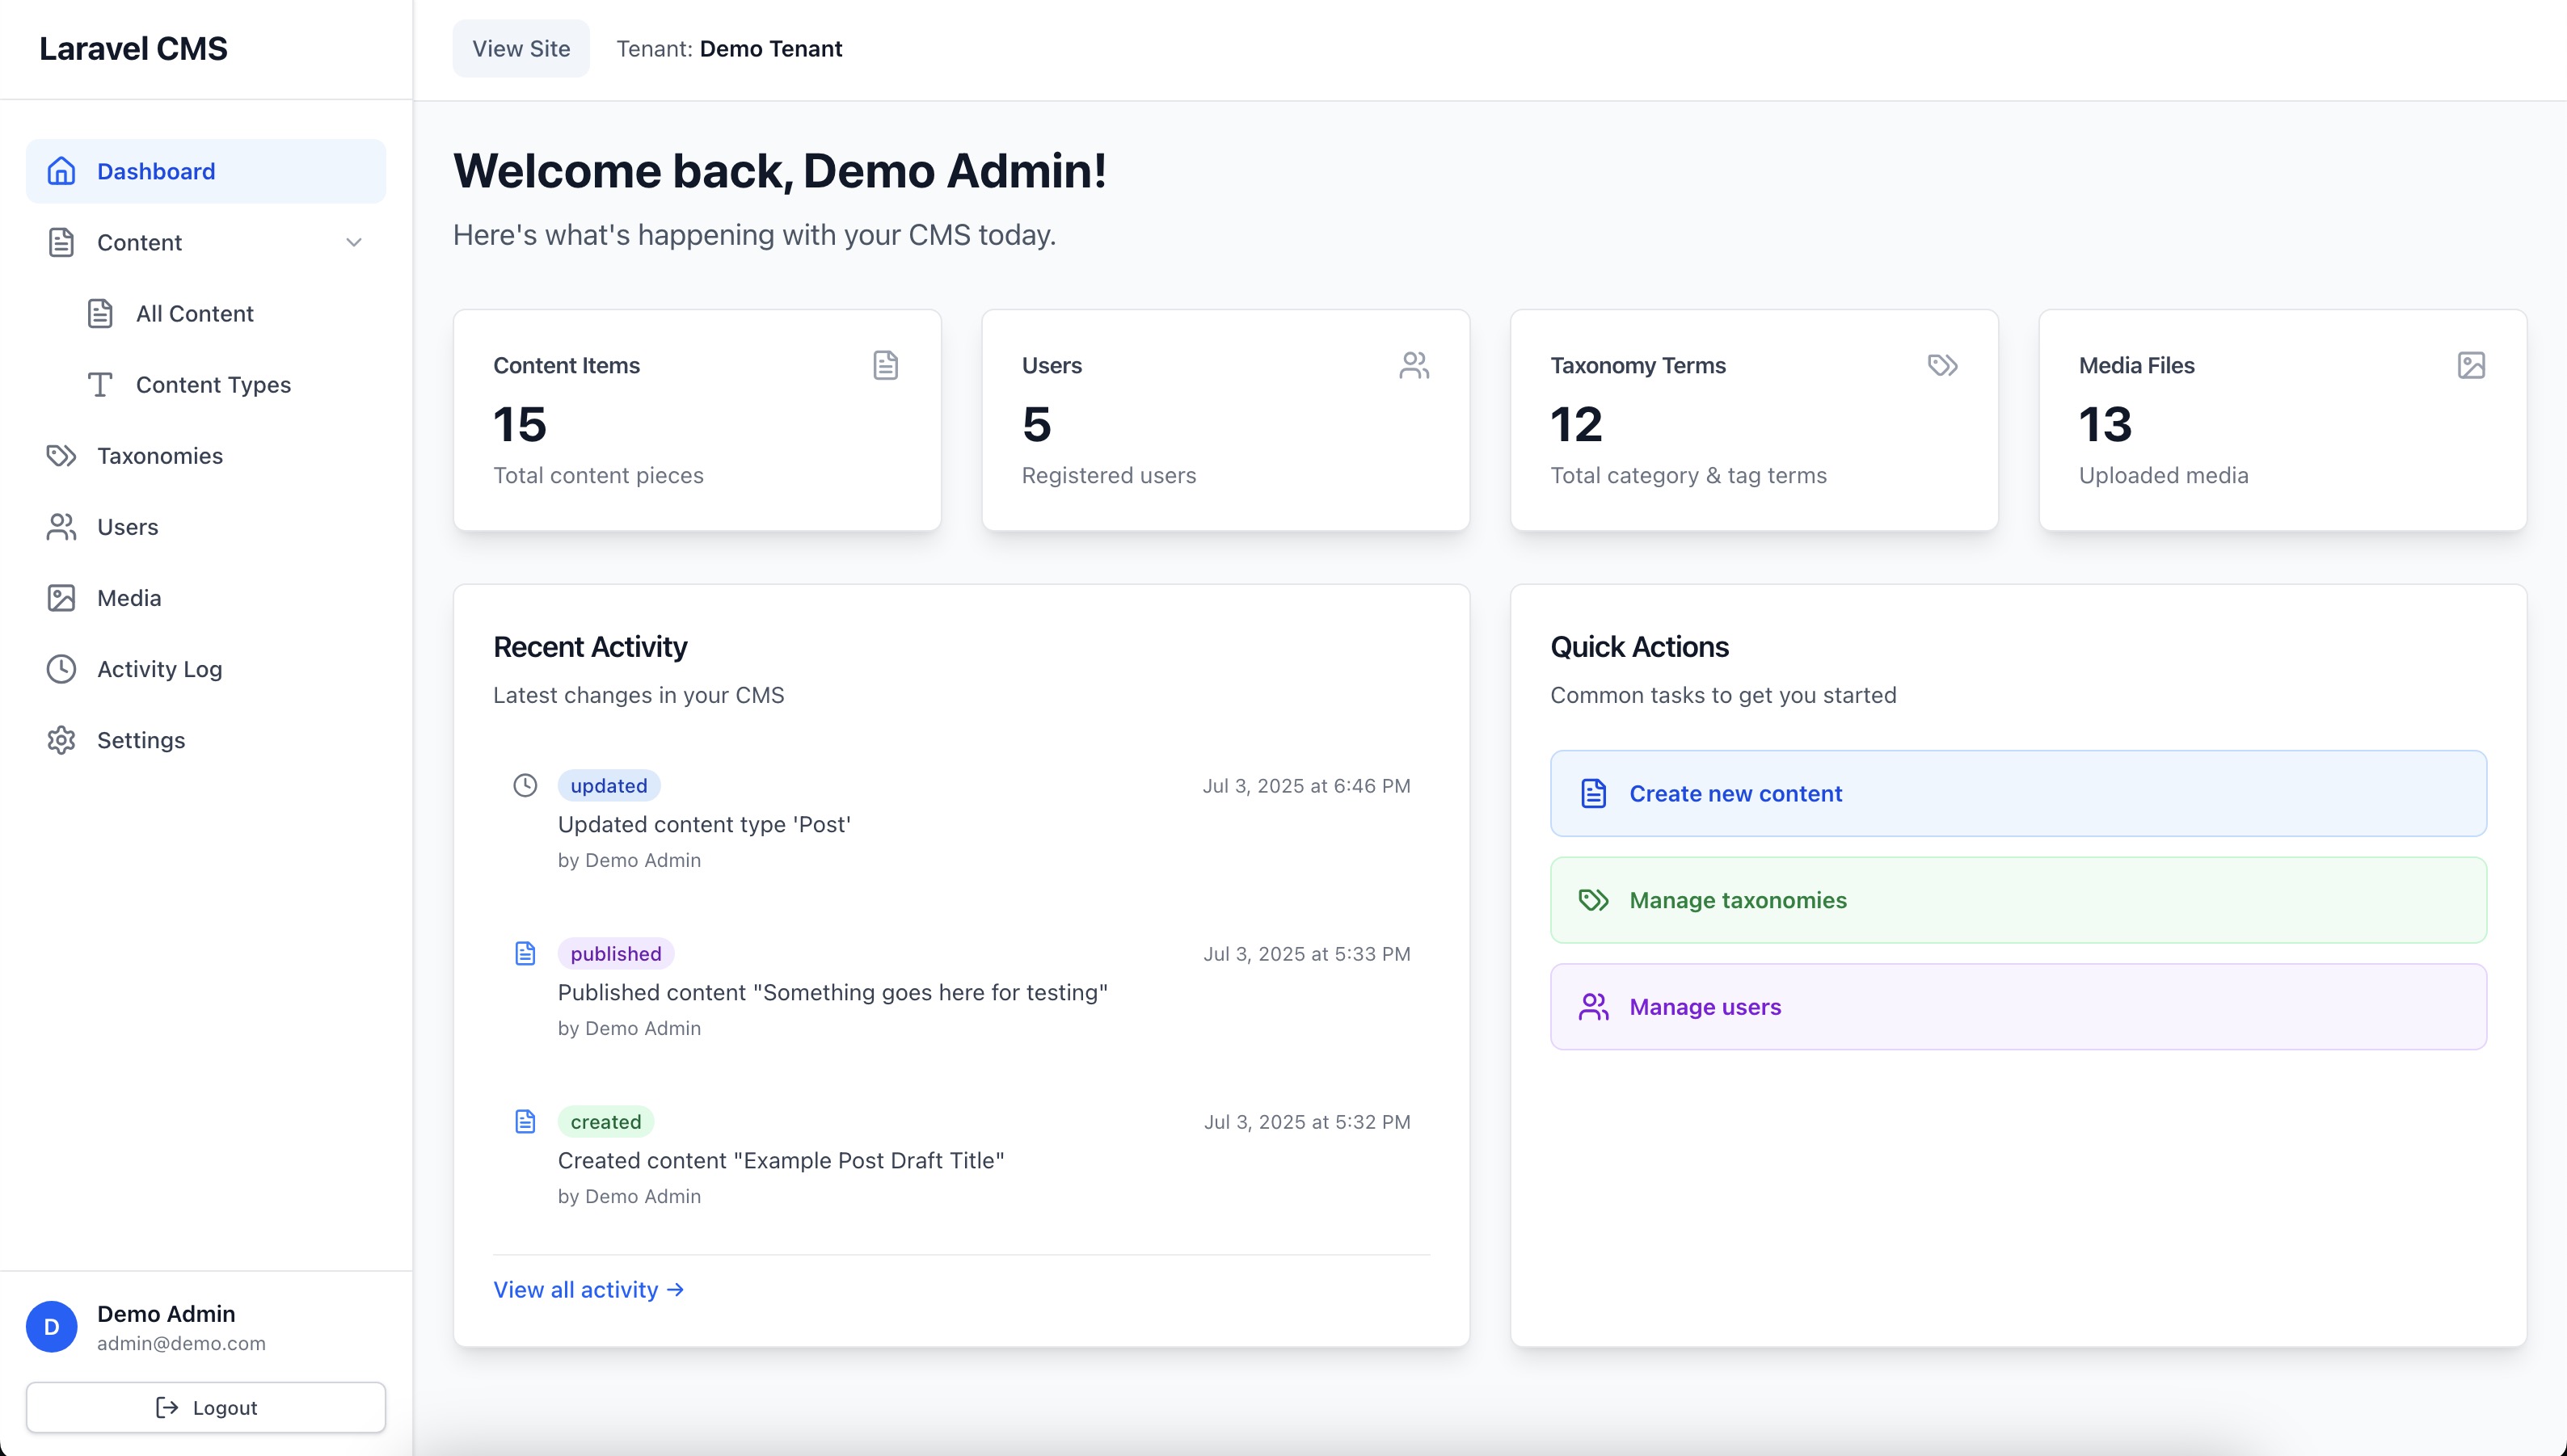 Laravel CMS
Dashboard
Content
All Content
Content Types
Taxonomies
Users
Media
Activity Log
Settings
D
Demo Admin
admin@demo.com
Logout
View Site
Tenant: Demo Tenant
Welcome back, Demo Admin!
Here's what's happening with your CMS today.
Content Items
15
Total content pieces
Users
5
Registered users
Taxonomy Terms
12
Total category & tag terms
Media Files
13
Uploaded media
Recent Activity
Latest changes in your CMS
updated
Jul 3, 2025 at 6:46 PM
Updated content type 'Post'
by Demo Admin
published
Jul 3, 2025 at 5:33 PM
Published content "Something goes here for testing"
by Demo Admin
created
Jul 3, 2025 at 5:32 PM
Created content "Example Post Draft Title"
by Demo Admin
View all activity →
Quick Actions
Common tasks to get you started
Create new content
Manage taxonomies
Manage users